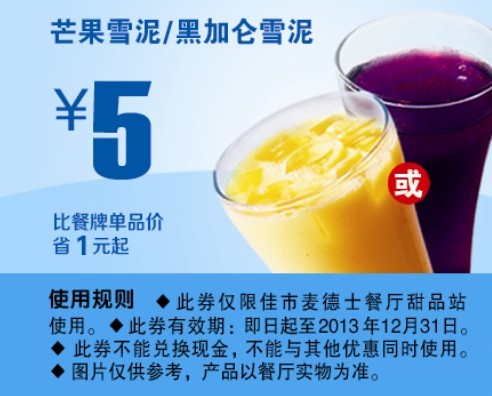 芒果雪泥/黑加仑雪泥
¥5
或
比餐牌单品价
省1元起
使用规则 ◆此券仅限佳市麦德士餐厅甜品站
使用。◆此券有效期：即日起至2013年12月31日。
◆ 此券不能兑换现金，不能与其他优惠同时使用。
◆ 图片仅供参考，产品以餐厅实物为准。